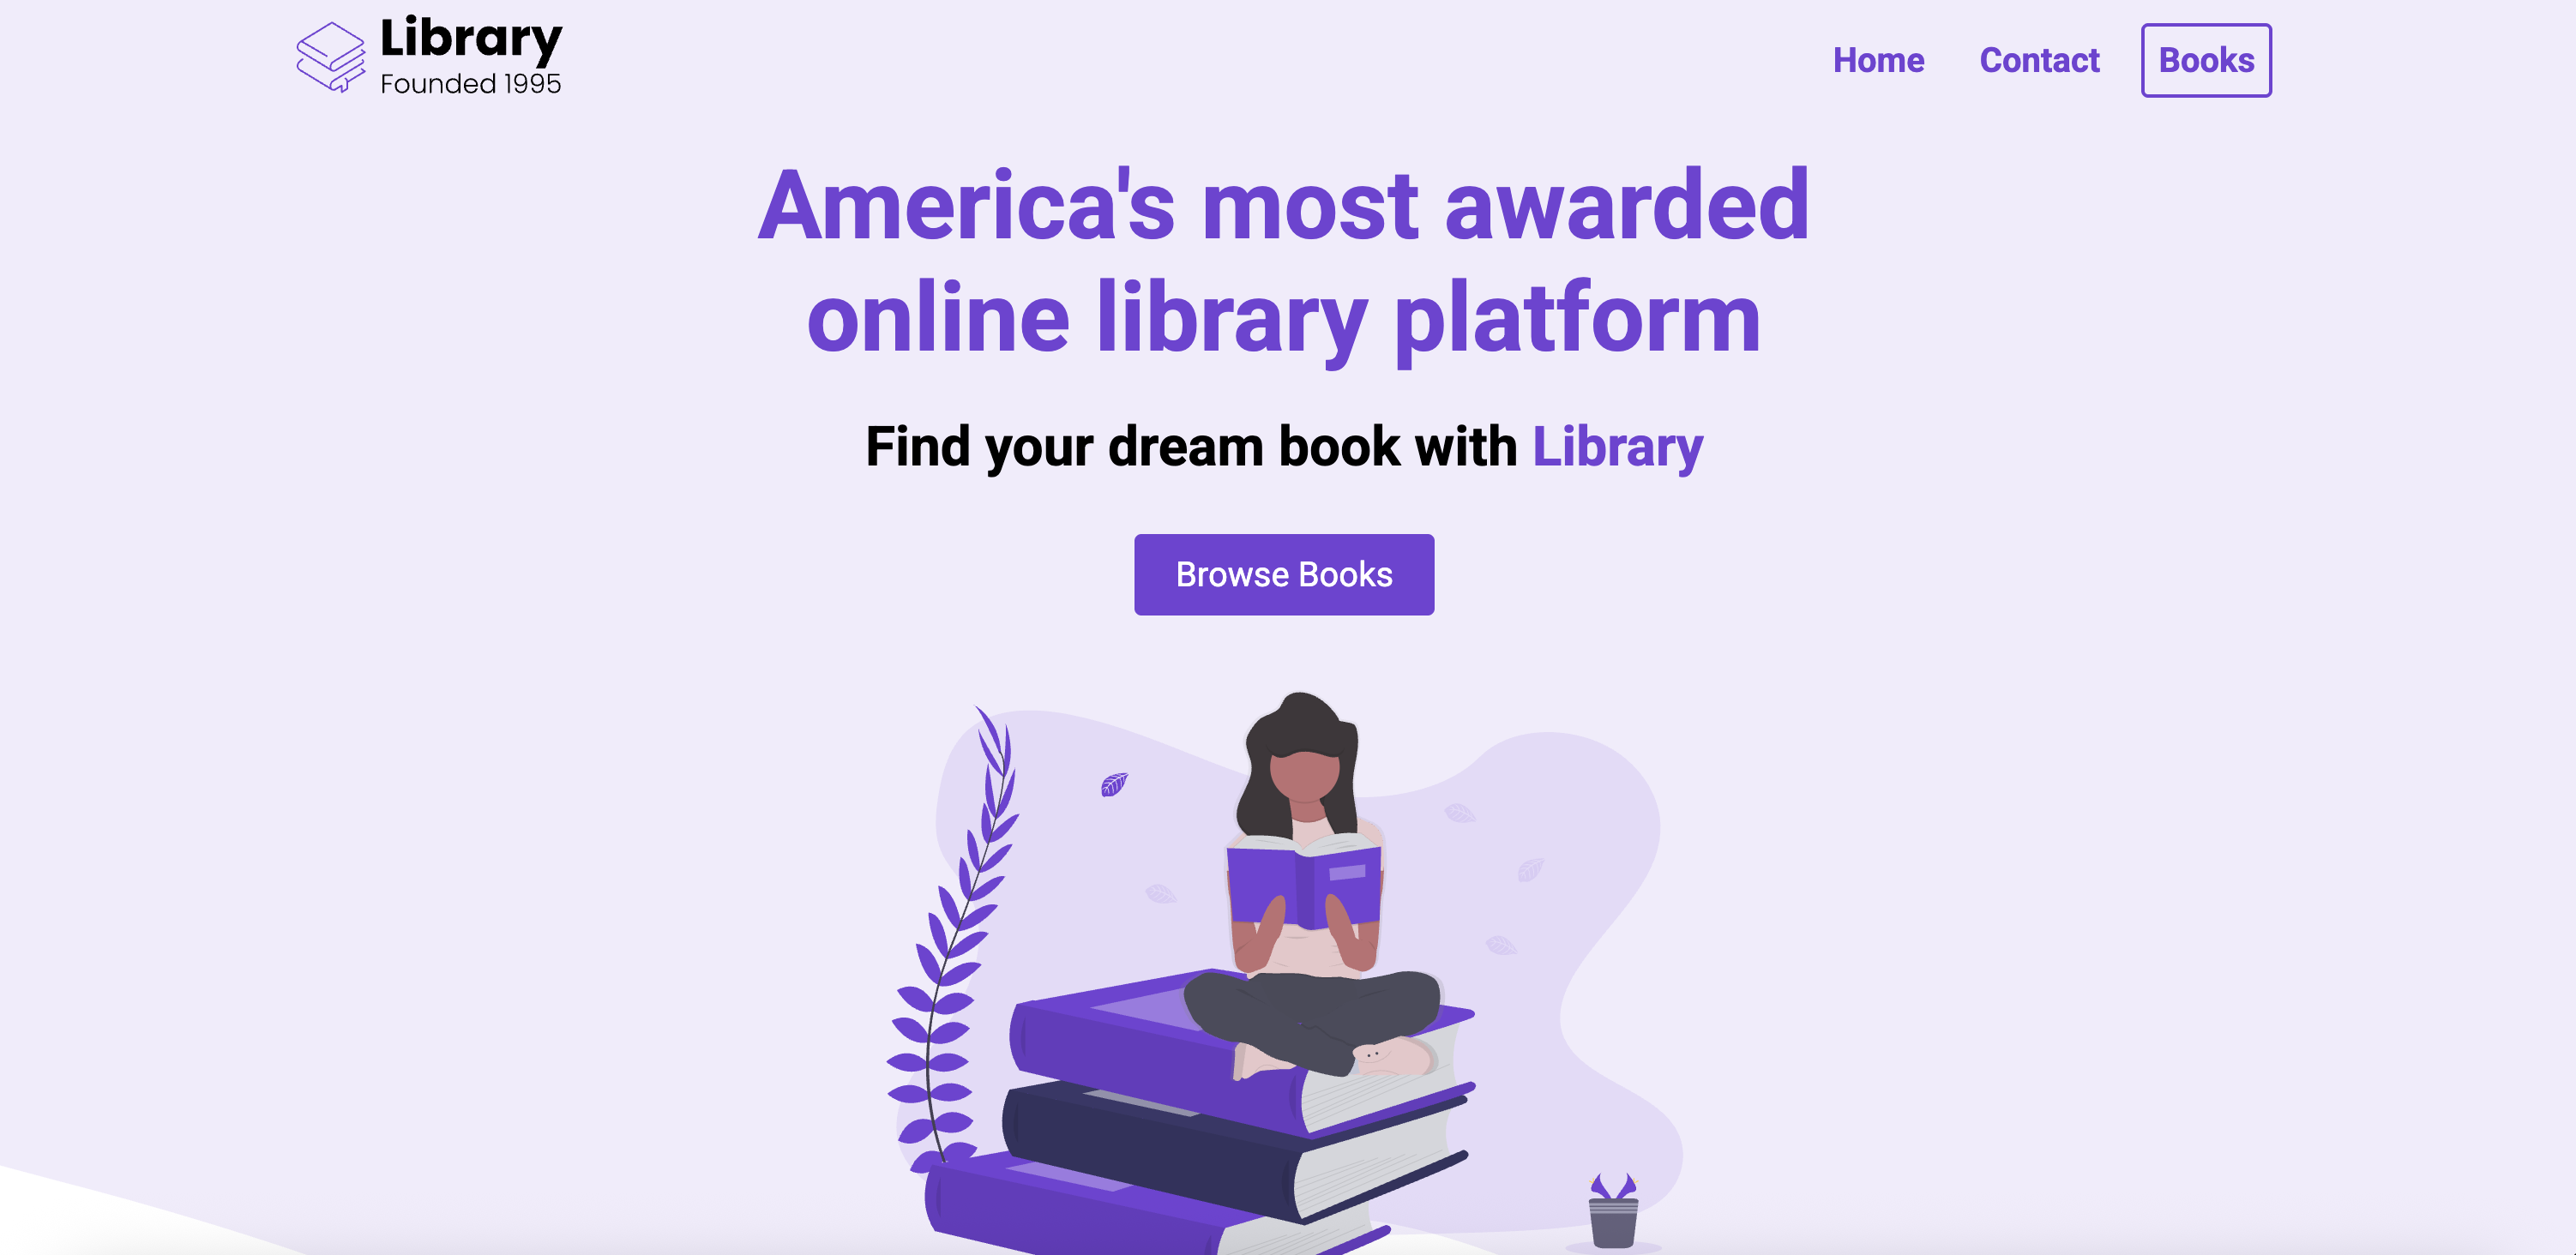 Library
Founded 1995
Home
Contact
Books
America's most awarded
online library platform
Find your dream book with Library
Browse Books